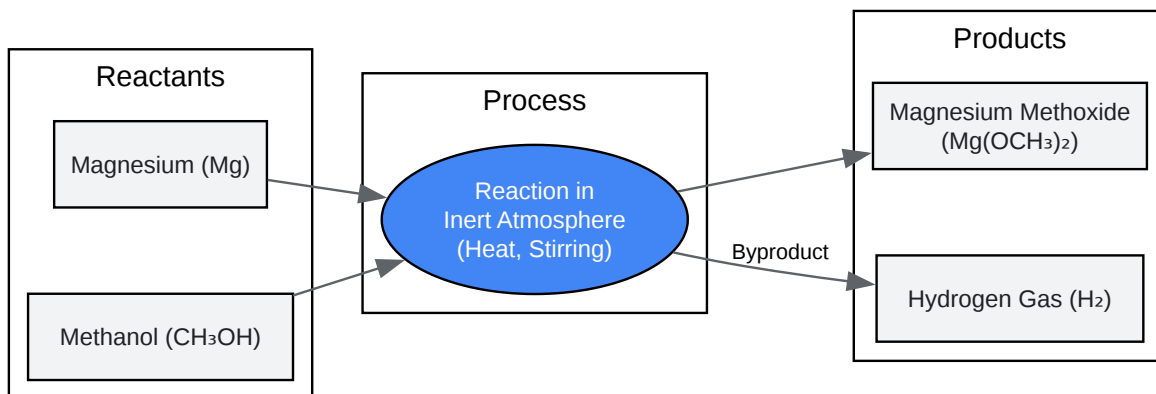 Reactants
Magnesium (Mg)
Methanol (CH₃OH)
Process
Reaction in
Inert Atmosphere
(Heat, Stirring)
Byproduct
Products
Magnesium Methoxide
(Mg(OCH₃)₂)
Hydrogen Gas (H₂)